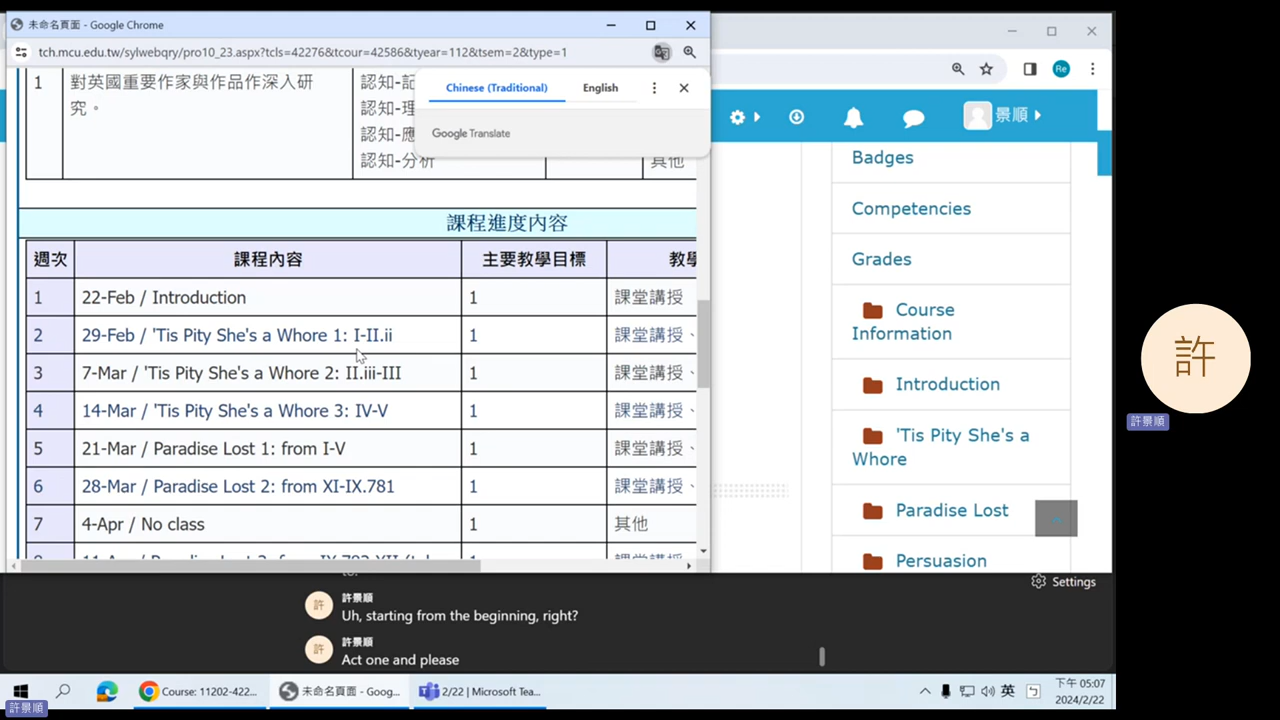 未命名頁面 - Google Chrome
tch.mcu.edu.tw/sylwebqry/pro10_23.aspx?tcls=42276&tcour=42586&tyear=112&tsem=2&type=1
Chinese (Traditional) English
Google Translate
1 對英國重要作家與作品作深入研
究。
認知-分析 其他
課程進度內容
週次 課程內容 主要教學目標
1 22-Feb / Introduction 1 課堂講授
2 29-Feb / 'Tis Pity She's a Whore 1: I-II.ii 1 課堂講授、
3 7-Mar / 'Tis Pity She's a Whore 2: II.iii-III 1 課堂講授、
4 14-Mar / 'Tis Pity She's a Whore 3: IV-V 1 課堂講授、
5 21-Mar / Paradise Lost 1: from I-V 1 課堂講授、
6 28-Mar / Paradise Lost 2: from XI-IX.781 1 課堂講授、
7 4-Apr / No class 1 其他
Re
景順
Badges
Competencies
Grades
Course
Information
Introduction
'Tis Pity She's a
Whore
Paradise Lost
Persuasion
許
許景順
Settings
許 許景順
Uh, starting from the beginning, right?
許 許景順
Act one and please
Course: 11202-422...
未命名頁面 - Goog...
2/22 | Microsoft Tea...
英
下午 05:07
2024/2/22
許景順